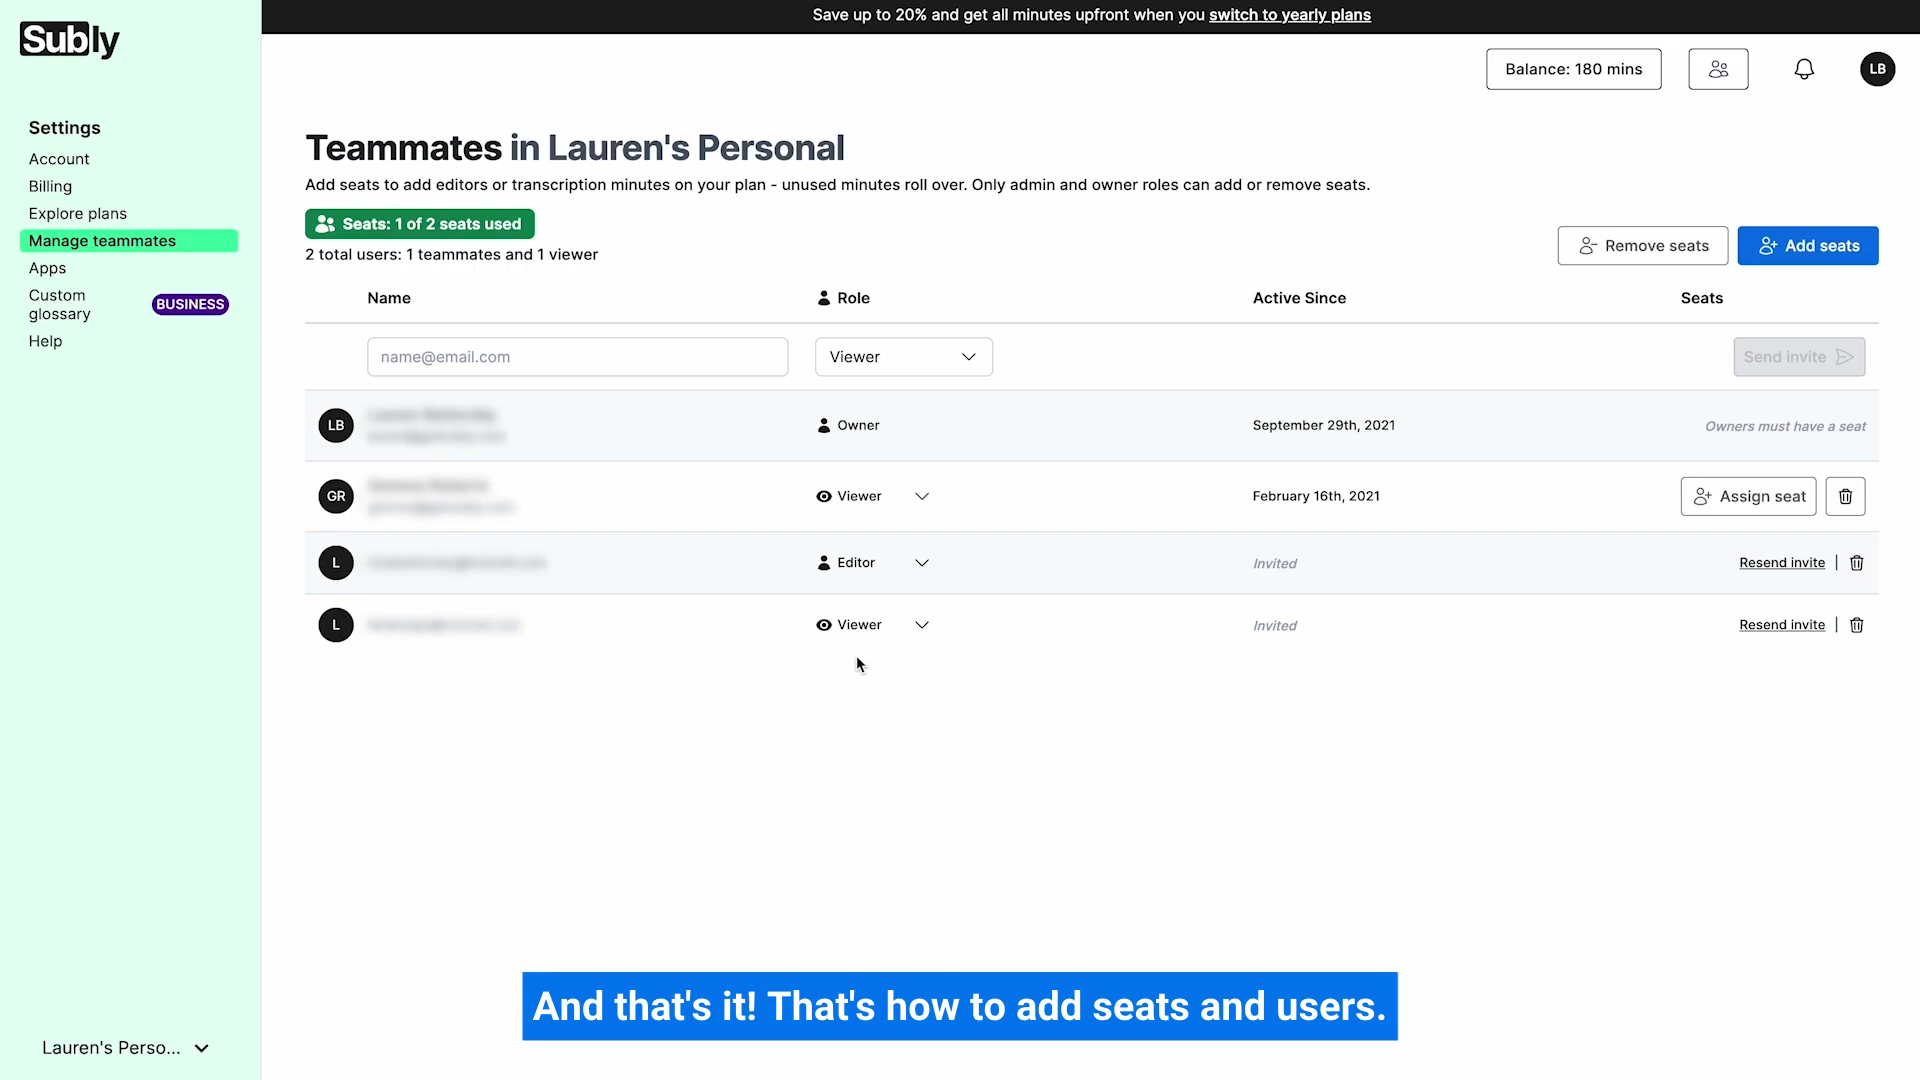 Save up to 20% and get all minutes upfront when you switch to yearly plans
Subly
Balance: 180 mins
LB
Settings
Account
Billing
Explore plans
Manage teammates
Apps
Custom glossary
BUSINESS
Help
Teammates in Lauren's Personal
Add seats to add editors or transcription minutes on your plan - unused minutes roll over. Only admin and owner roles can add or remove seats.
Seats: 1 of 2 seats used
2 total users: 1 teammates and 1 viewer
Remove seats
Add seats
Name Role Active Since Seats
name@email.com Viewer Send invite
LB Owner September 29th, 2021 Owners must have a seat
GR Viewer February 16th, 2021 Assign seat
L Editor Invited Resend invite |
L Viewer Invited Resend invite |
And that's it! That's how to add seats and users.
Lauren's Perso...